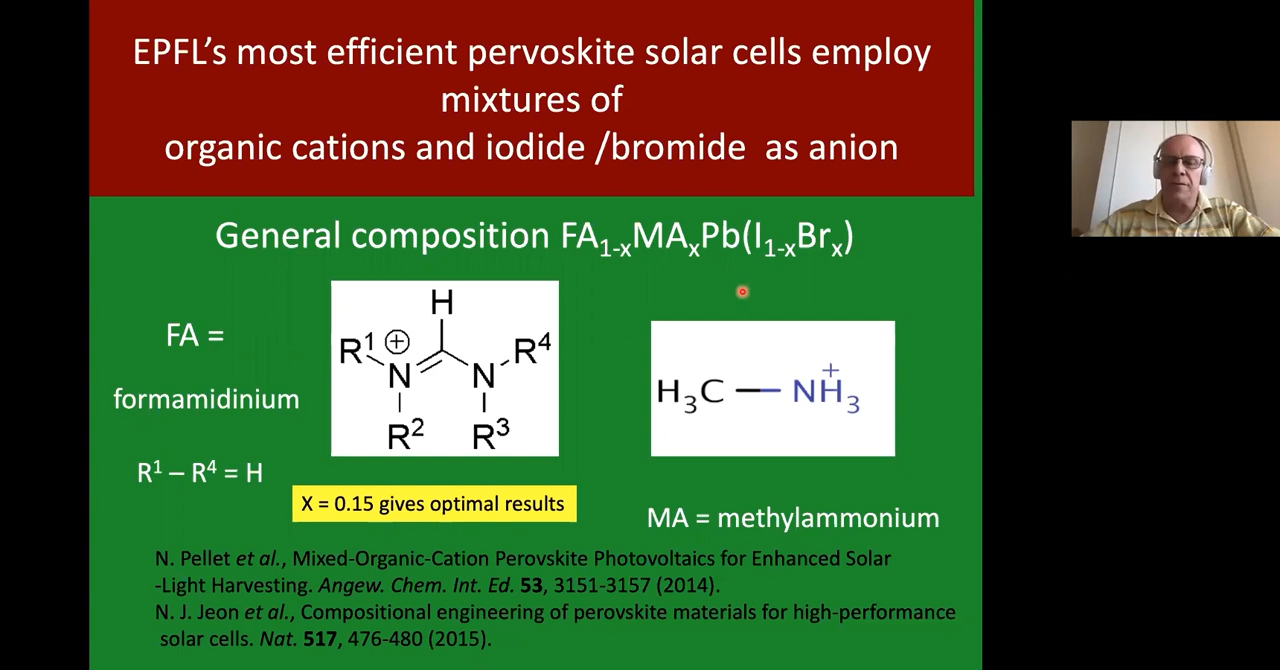 EPFL’s most efficient pervoskite solar cells employ
mixtures of
organic cations and iodide /bromide  as anion
General composition FA₁₋ₓMAₓPb(I₁₋ₓBrₓ)
FA =
formamidinium
R¹ – R⁴ = H
H
R¹ ⊕ R⁴
N N
R² R³
H₃C — NH₃
+
X = 0.15 gives optimal results
MA = methylammonium
N. Pellet et al., Mixed-Organic-Cation Perovskite Photovoltaics for Enhanced Solar
-Light Harvesting. Angew. Chem. Int. Ed. 53, 3151-3157 (2014).
N. J. Jeon et al., Compositional engineering of perovskite materials for high-performance
solar cells. Nat. 517, 476-480 (2015).